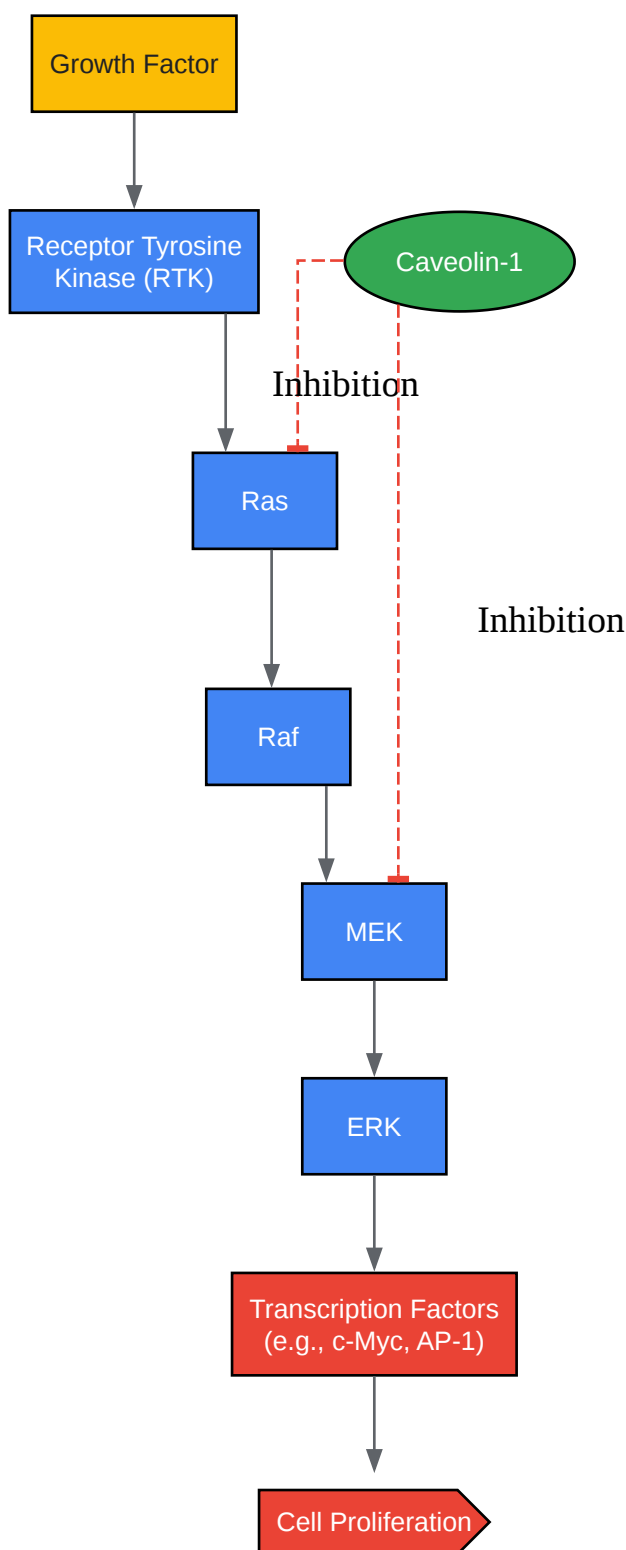 Growth Factor
Receptor Tyrosine
Kinase (RTK)
Caveolin-1
Inhibition
Ras
Inhibition
Raf
MEK
ERK
Transcription Factors
(e.g., c-Myc, AP-1)
Cell Proliferation